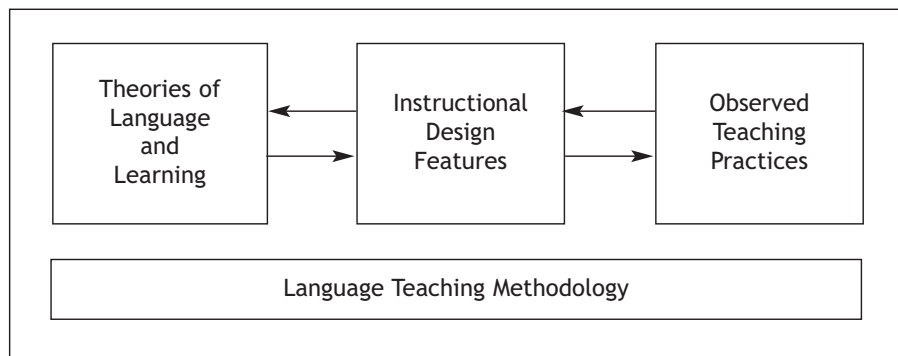 Theories of
Language
and
Learning
Instructional
Design
Features
Observed
Teaching
Practices
Language Teaching Methodology